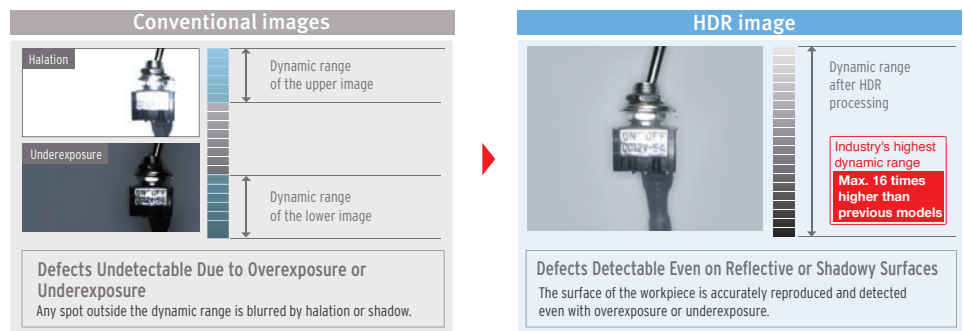 Conventional images
Halation
Dynamic range
of the upper image
Underexposure
ON OFF
DC12V-5A
Dynamic range
of the lower image
Defects Undetectable Due to Overexposure or
Underexposure
Any spot outside the dynamic range is blurred by halation or shadow.
HDR image
ON OFF
DC12V-5A
Dynamic range
after HDR
processing
Industry's highest
dynamic range
Max. 16 times
higher than
previous models
Defects Detectable Even on Reflective or Shadowy Surfaces
The surface of the workpiece is accurately reproduced and detected
even with overexposure or underexposure.